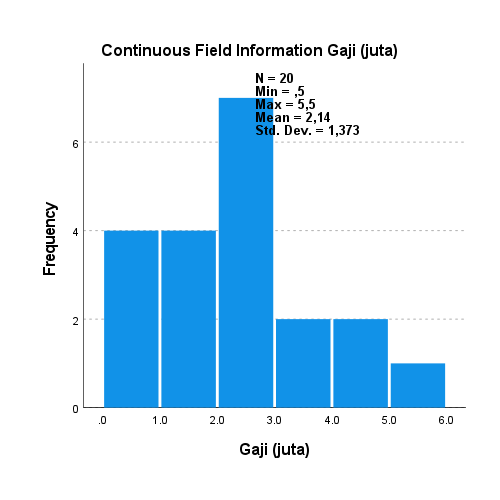 Continuous Field Information Gaji (juta)
N = 20
Min = ,5
Max = 5,5
Mean = 2,14
Std. Dev. = 1,373
Frequency
6
4
2
0
.0 1.0 2.0 3.0 4.0 5.0 6.0
Gaji (juta)